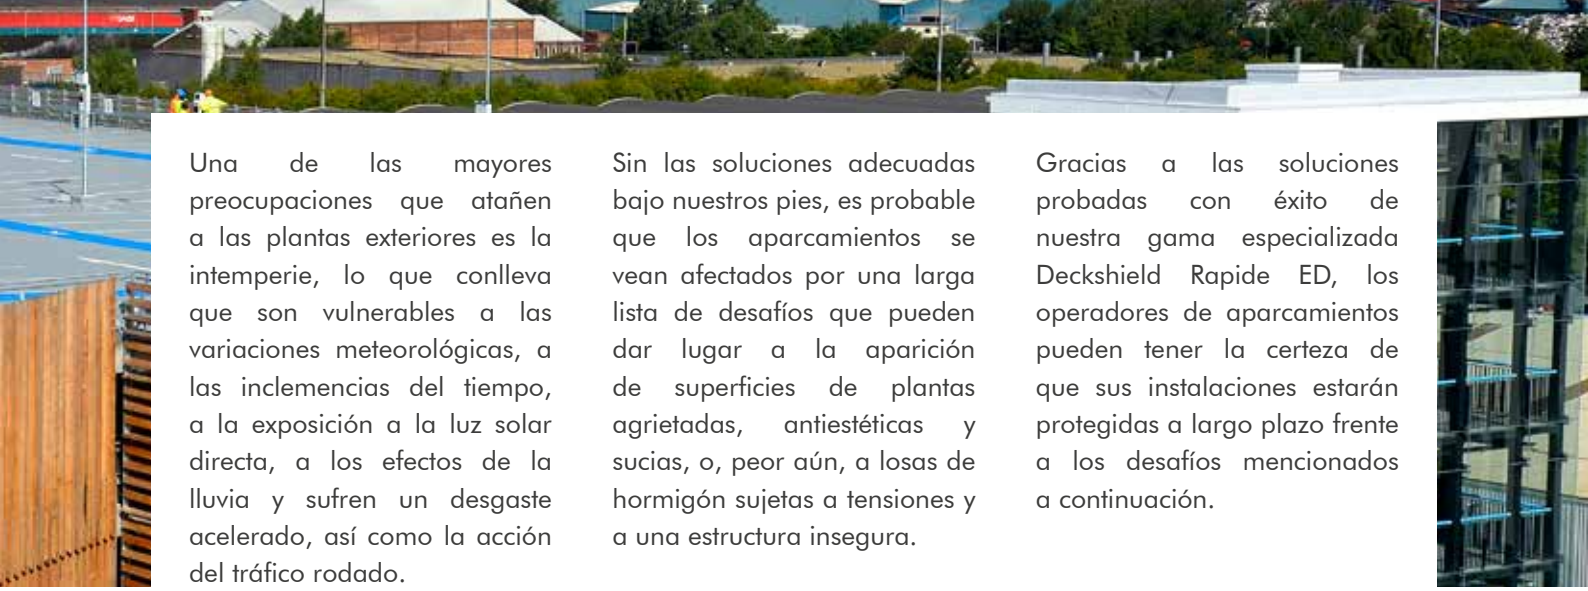 Una de las mayores
preocupaciones que atañen
a las plantas exteriores es la
intemperie, lo que conlleva
que son vulnerables a las
variaciones meteorológicas, a
las inclemencias del tiempo,
a la exposición a la luz solar
directa, a los efectos de la
lluvia y sufren un desgaste
acelerado, así como la acción
del tráfico rodado.
Sin las soluciones adecuadas
bajo nuestros pies, es probable
que los aparcamientos se
vean afectados por una larga
lista de desafíos que pueden
dar lugar a la aparición
de superficies de plantas
agrietadas, antiestéticas y
sucias, o, peor aún, a losas de
hormigón sujetas a tensiones y
a una estructura insegura.
Gracias a las soluciones
probadas con éxito de
nuestra gama especializada
Deckshield Rapide ED, los
operadores de aparcamientos
pueden tener la certeza de
que sus instalaciones estarán
protegidas a largo plazo frente
a los desafíos mencionados
a continuación.